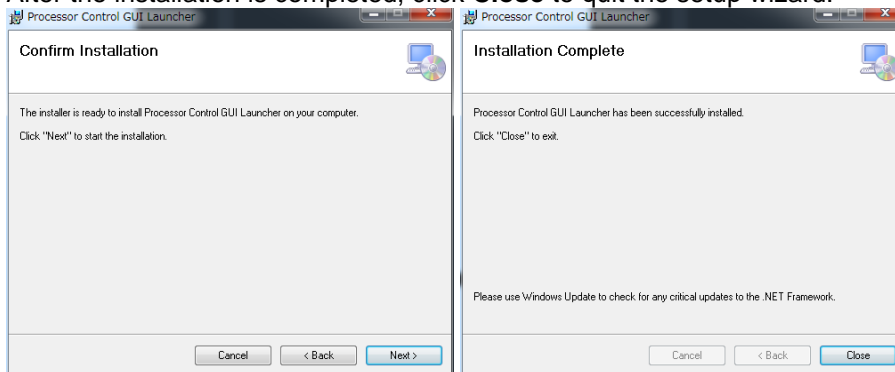 After the installation is completed, click Close to quit the setup wizard.
Processor Control GUI Launcher
Confirm Installation
The installer is ready to install Processor Control GUI Launcher on your computer.
Click "Next" to start the installation.
Cancel
< Back
Next >
Processor Control GUI Launcher
Installation Complete
Processor Control GUI Launcher has been successfully installed.
Click "Close" to exit.
Please use Windows Update to check for any critical updates to the .NET Framework.
Cancel
< Back
Close